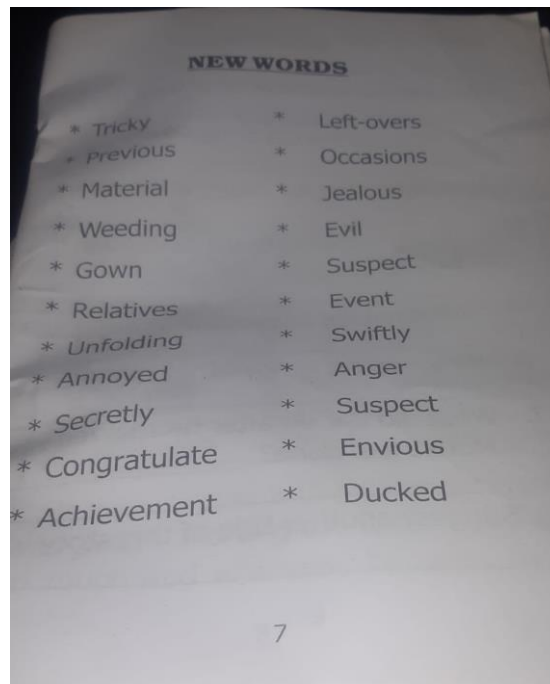 NEW WORDS
* Tricky * Left-overs
* Previous * Occasions
* Material * Jealous
* Weeding * Evil
* Gown * Suspect
* Relatives * Event
* Unfolding * Swiftly
* Annoyed * Anger
* Secretly * Suspect
* Congratulate * Envious
* Achievement * Ducked
7